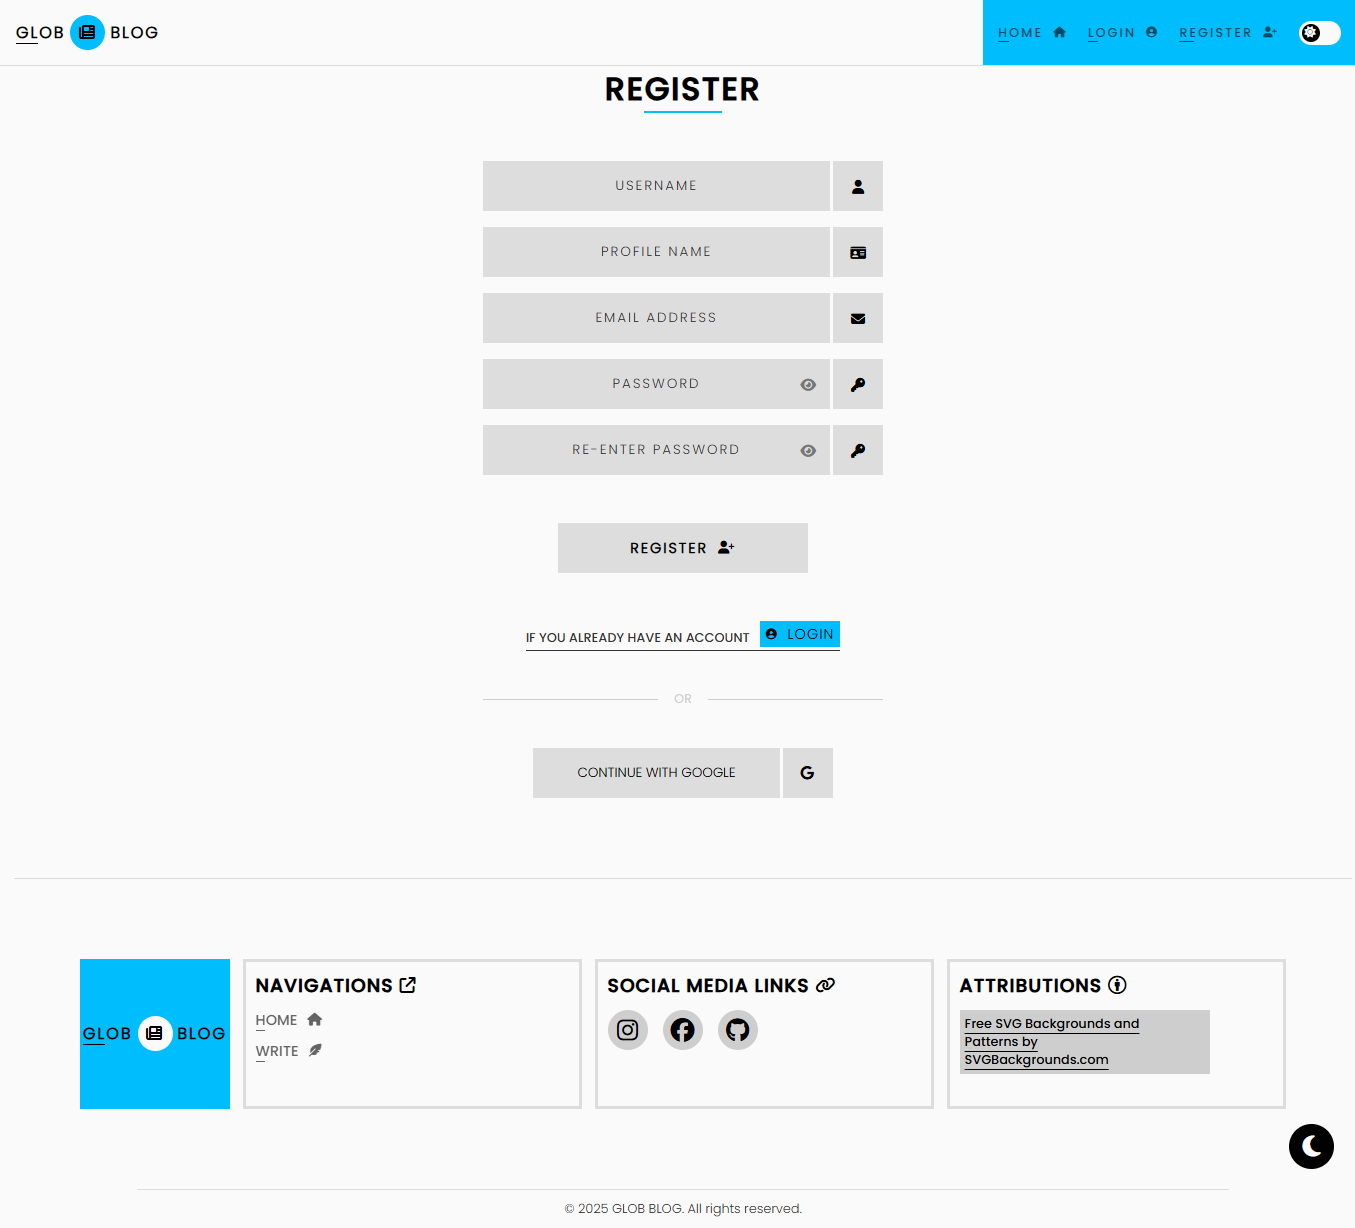 GLOB BLOG
HOME LOGIN REGISTER
REGISTER
USERNAME
PROFILE NAME
EMAIL ADDRESS
PASSWORD
RE-ENTER PASSWORD
REGISTER
IF YOU ALREADY HAVE AN ACCOUNT LOGIN
OR
CONTINUE WITH GOOGLE
GLOB BLOG
NAVIGATIONS
HOME
WRITE
SOCIAL MEDIA LINKS
ATTRIBUTIONS
Free SVG Backgrounds and
Patterns by
SVGBackgrounds.com
© 2025 GLOB BLOG. All rights reserved.